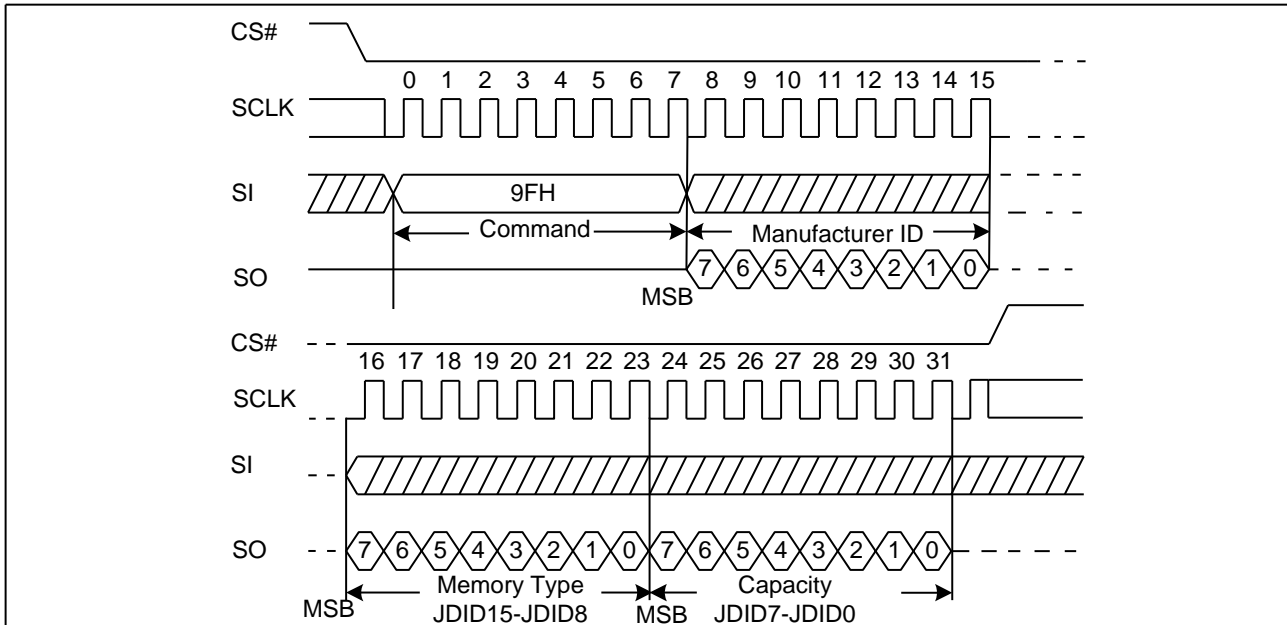 CS#
0 1 2 3 4 5 6 7 8 9 10 11 12 13 14 15
SCLK
SI
9FH
Command
Manufacturer ID
SO
7 6 5 4 3 2 1 0
MSB
CS#
16 17 18 19 20 21 22 23 24 25 26 27 28 29 30 31
SCLK
SI
SO
7 6 5 4 3 2 1 0 7 6 5 4 3 2 1 0
Memory Type Capacity
MSB JDID15-JDID8 MSB JDID7-JDID0